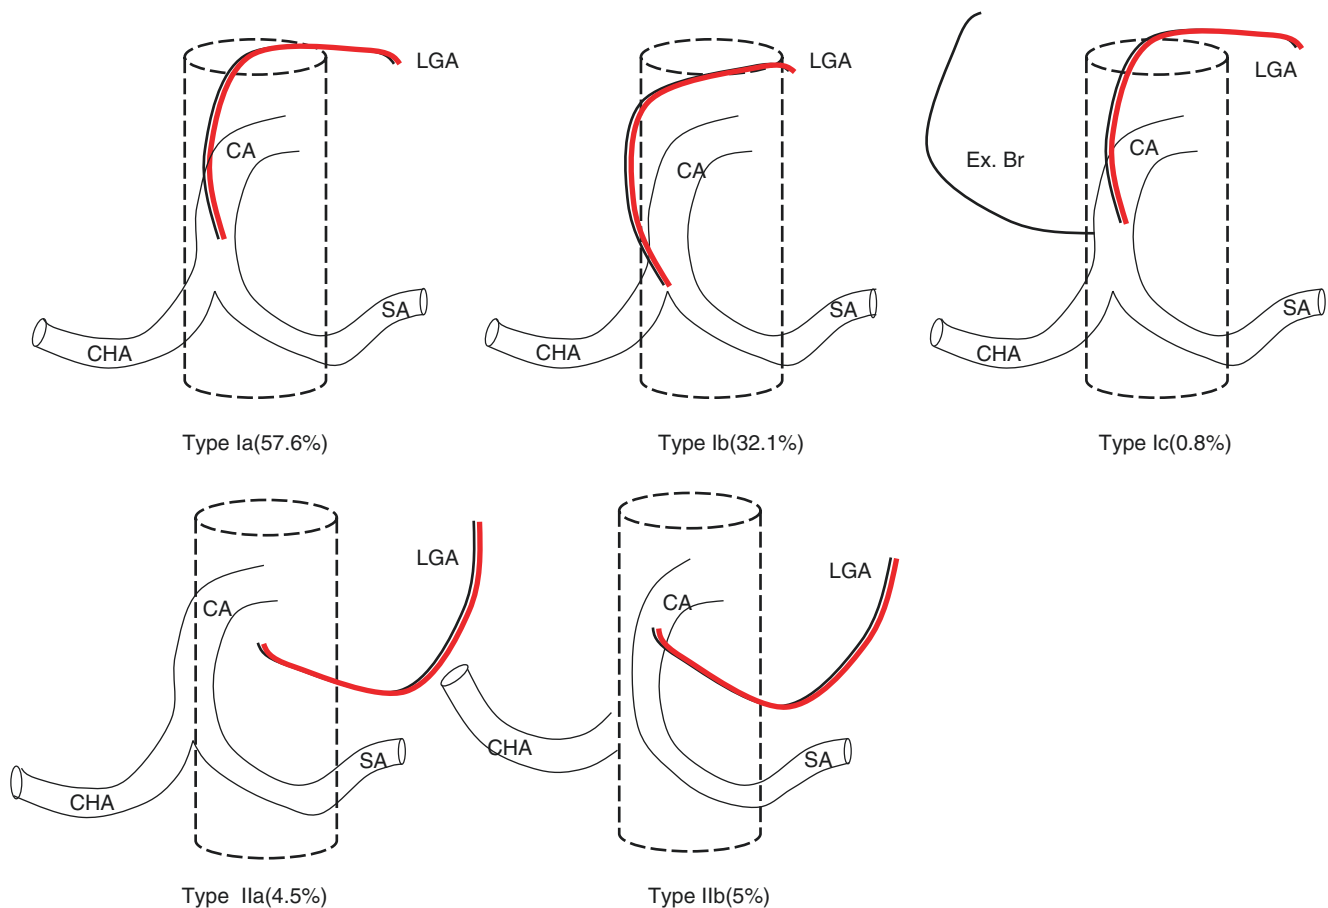 LGA
CA
CHA
SA
Type Ia(57.6%)
LGA
CA
CHA
SA
Type Ib(32.1%)
LGA
CA
Ex. Br
CHA
SA
Type Ic(0.8%)
LGA
CA
CHA
SA
Type IIa(4.5%)
LGA
CA
CHA
SA
Type IIb(5%)